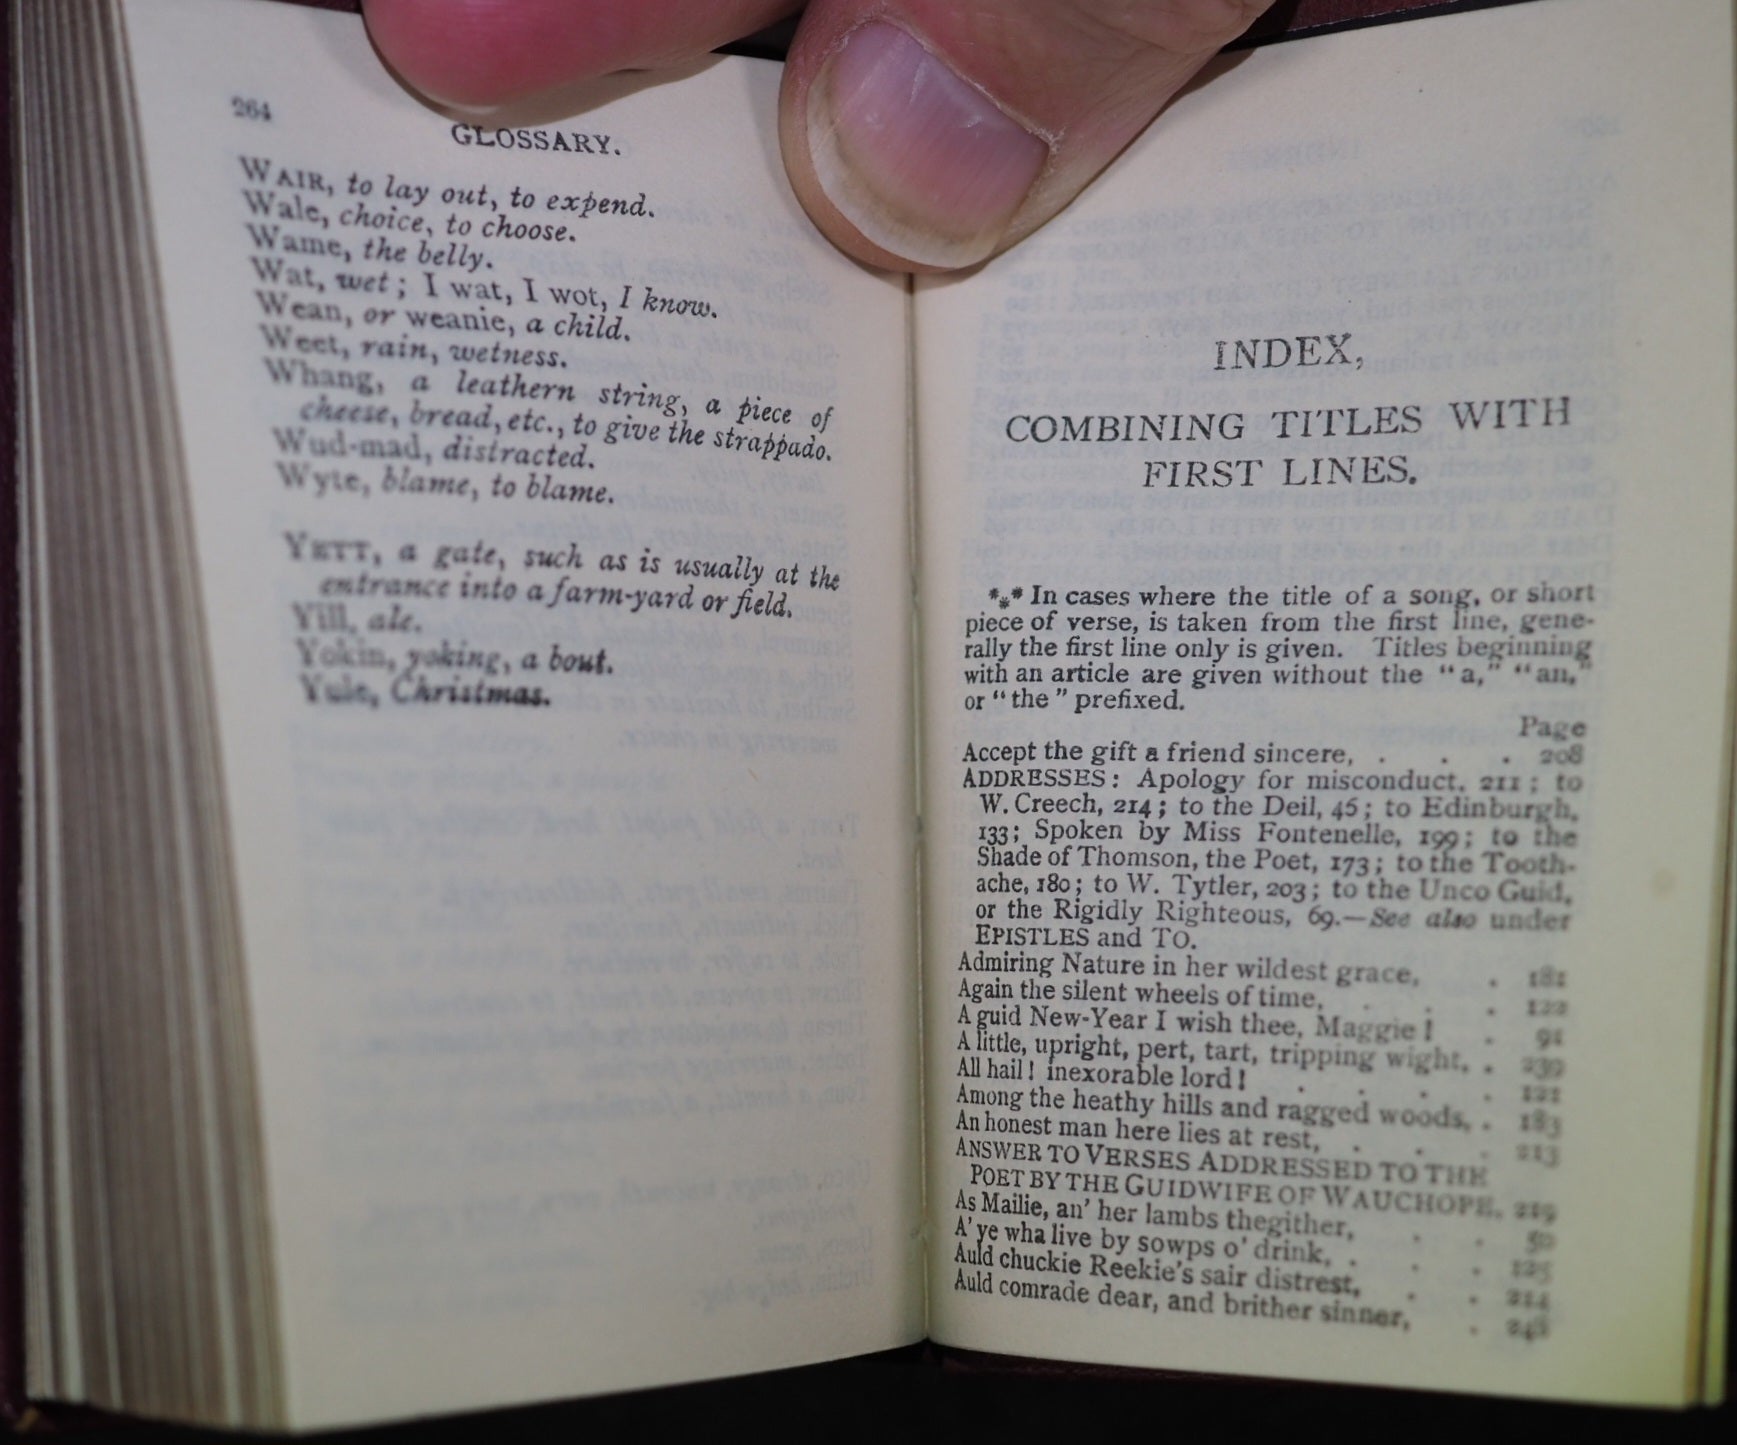 264
GLOSSARY.
WAIR, to lay out, to expend.
Wale, choice, to choose.
Wame, the belly.
Wat, wet; I wat, I wot, I know.
Wean, or weanie, a child.
Weet, rain, wetness.
Whang, a leathern string, a piece of
cheese, bread, etc., to give the strappado.
Wud-mad, distracted.
Wyte, blame, to blame.
YETT, a gate, such as is usually at the
entrance into a farm-yard or field.
Yill, ale.
Yokin, yoking, a bout.
Yule, Christmas.
INDEX,
COMBINING TITLES WITH
FIRST LINES.
*** In cases where the title of a song, or short
piece of verse, is taken from the first line, gene-
rally the first line only is given. Titles beginning
with an article are given without the "a," "an,"
or "the" prefixed.
Page
Accept the gift a friend sincere, . . . 208
ADDRESSES: Apology for misconduct, 211; to
W. Creech, 214; to the Deil, 45; to Edinburgh,
133; Spoken by Miss Fontenelle, 199; to the
Shade of Thomson, the Poet, 173; to the Tooth-
ache, 180; to W. Tytler, 203; to the Unco Guid,
or the Rigidly Righteous, 69.—See also under
EPISTLES and TO.
Admiring Nature in her wildest grace, . 181
Again the silent wheels of time, . . . 122
A guid New-Year I wish thee, Maggie! . 91
A little, upright, pert, tart, tripping wight, . 239
All hail! inexorable lord! . . . . 121
Among the heathy hills and ragged woods, . 183
An honest man here lies at rest, . . . 213
ANSWER TO VERSES ADDRESSED TO THE
POET BY THE GUIDWIFE OF WAUCHOPE, 219
As Mailie, an' her lambs thegither, . . 50
A' ye wha live by sowps o' drink, . . . 125
Auld chuckie Reekie's sair distrest, . . 214
Auld comrade dear, and brither sinner, .